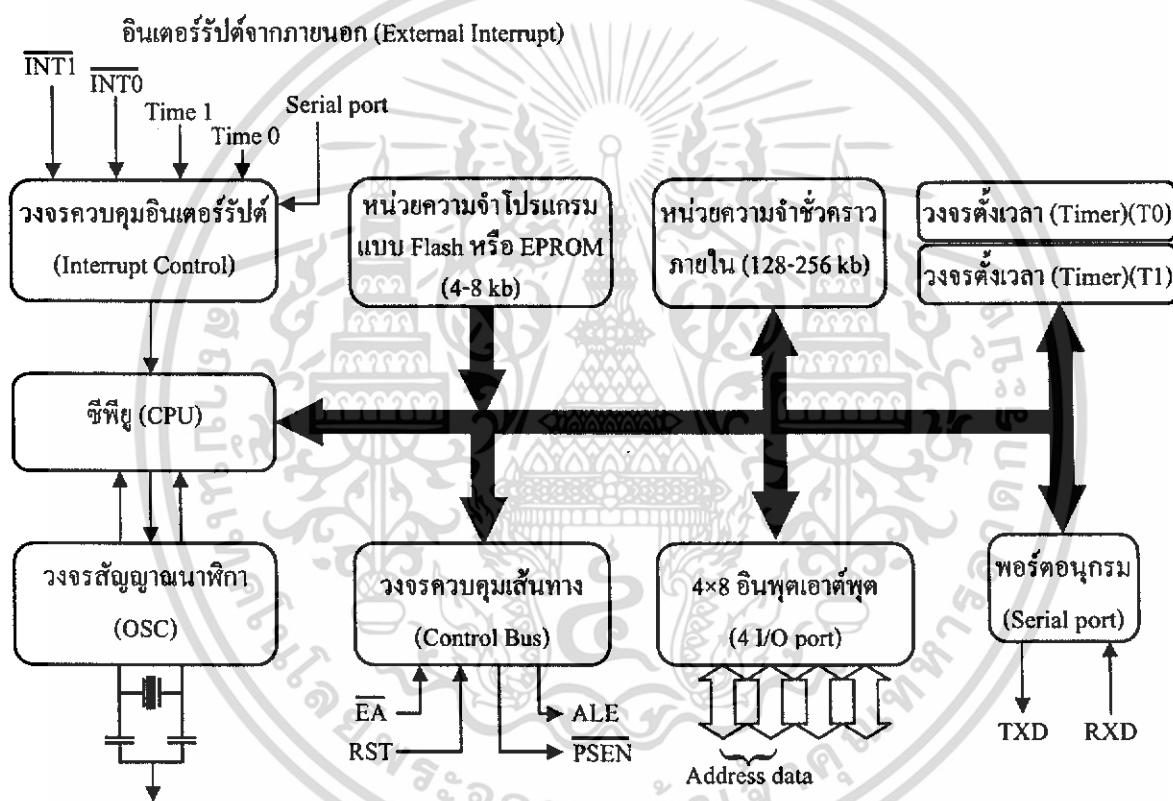 อินเตอร์รัปต์จากภายนอก (External Interrupt)
INT1
INT0
Time 1
Time 0
Serial port
วงจรควบคุมอินเตอร์รัปต์
(Interrupt Control)
หน่วยความจำโปรแกรม
แบบ Flash หรือ EPROM
(4-8 kb)
หน่วยความจำชั่วคราว
ภายใน (128-256 kb)
วงจรตั้งเวลา (Timer)(T0)
วงจรตั้งเวลา (Timer)(T1)
ซีพียู (CPU)
วงจรสัญญาณนาฬิกา
(OSC)
วงจรควบคุมเส้นทาง
(Control Bus)
4×8 อินพุตเอาต์พุต
(4 I/O port)
พอร์ตอนุกรม
(Serial port)
EA
RST
ALE
PSEN
Address data
TXD
RXD